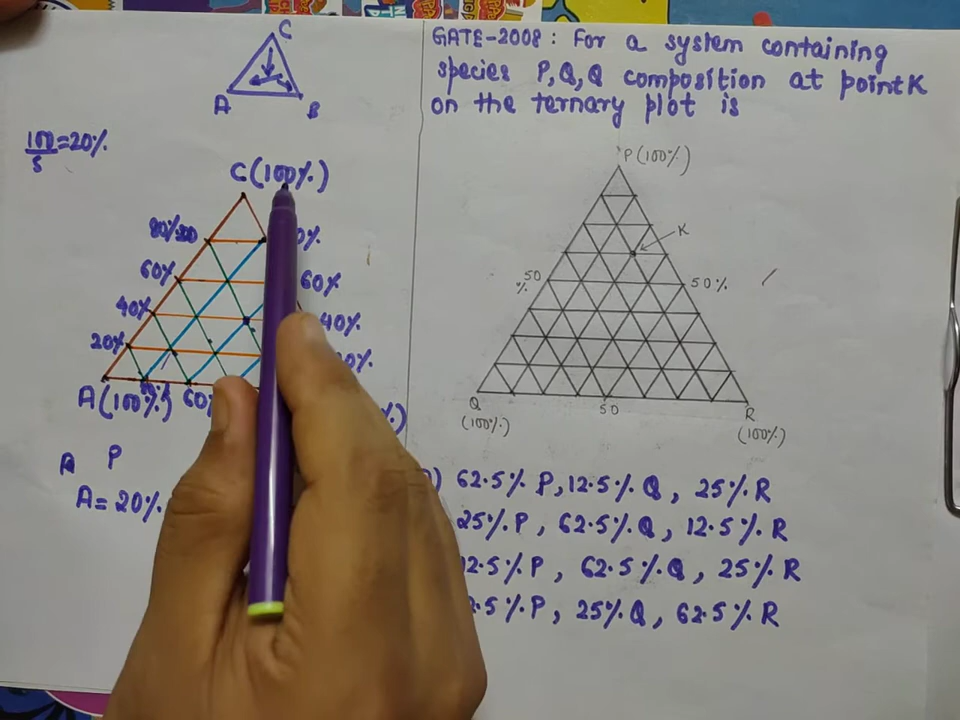 C
A
B
100/5=20%
C(100%)
80%
60%
60%
40%
40%
20%
A(100%)
A P
A=20%.
GATE-2008: For a system containing
species P,Q,Q composition at point K
on the ternary plot is
P(100%)
K
50
%
50%
Q
50
R
(100%)
(100%)
62.5% P, 12.5% Q, 25% R
25% P, 62.5% Q, 12.5% R
12.5% P, 62.5% Q, 25% R
25% Q, 62.5% R